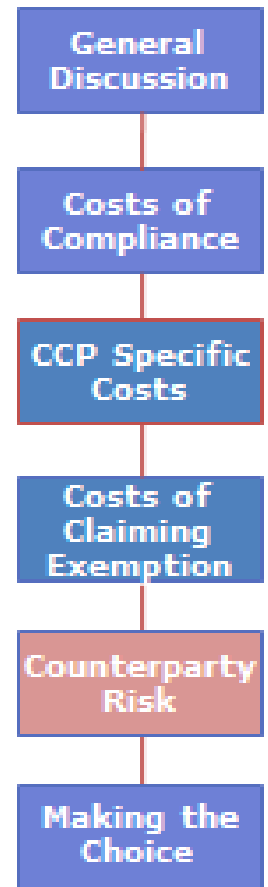 General
Discussion
Costs of
Compliance
CCP Specific
Costs
Costs of
Claiming
Exemption
Counterparty
Risk
Making the
Choice